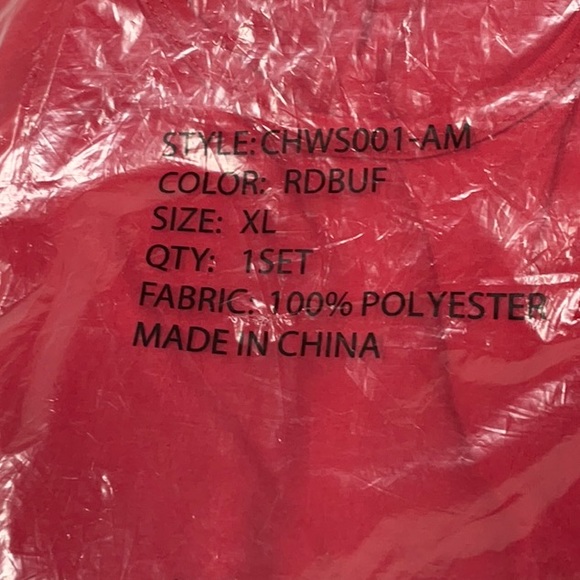 STYLE: CHWS001-AM
COLOR: RDBUF
SIZE: XL
QTY: 1SET
FABRIC: 100% POLYESTER
MADE IN CHINA